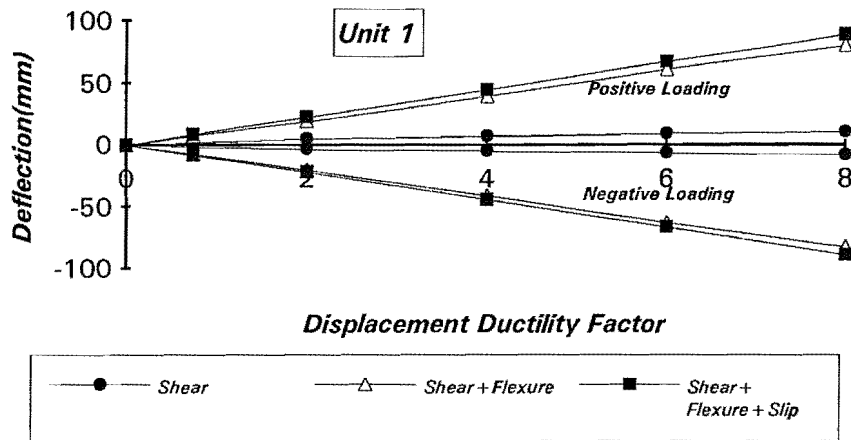 Unit 1
100
50
0
-50
-100
Deflection(mm)
0 2 4 6 8
Positive Loading
Negative Loading
Displacement Ductility Factor
Shear
Shear+Flexure
Shear+
Flexure+Slip